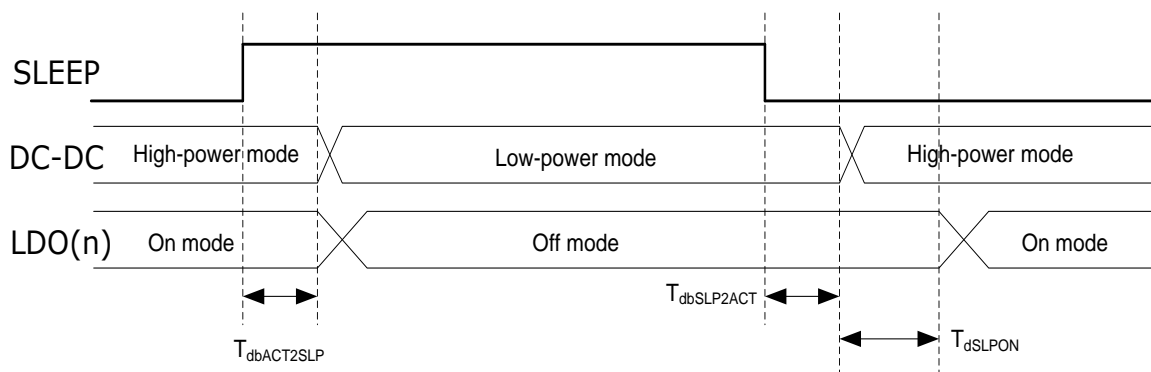 SLEEP
DC-DC High-power mode Low-power mode High-power mode
LDO(n) On mode Off mode On mode
TdbACT2SLP TdbSLP2ACT
TdSLPON